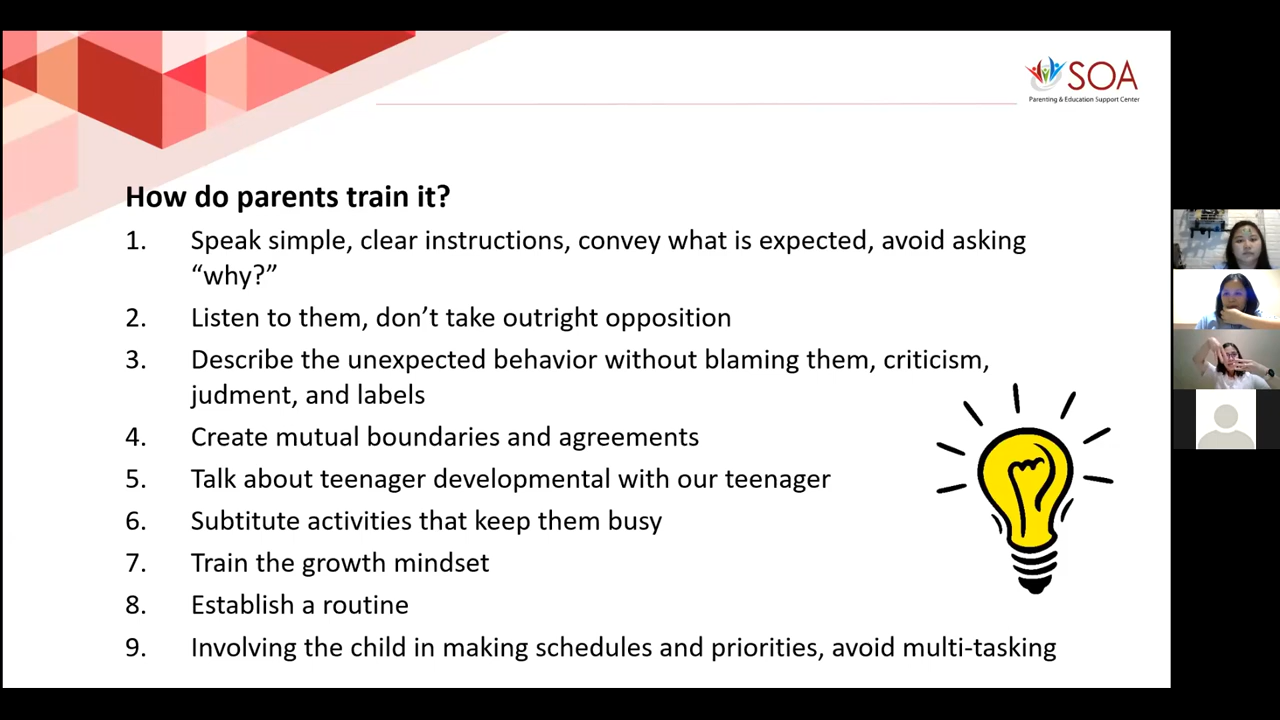 SOA
Parenting & Education Support Center
How do parents train it?
1. Speak simple, clear instructions, convey what is expected, avoid asking
“why?”
2. Listen to them, don’t take outright opposition
3. Describe the unexpected behavior without blaming them, criticism,
judment, and labels
4. Create mutual boundaries and agreements
5. Talk about teenager developmental with our teenager
6. Subtitute activities that keep them busy
7. Train the growth mindset
8. Establish a routine
9. Involving the child in making schedules and priorities, avoid multi-tasking